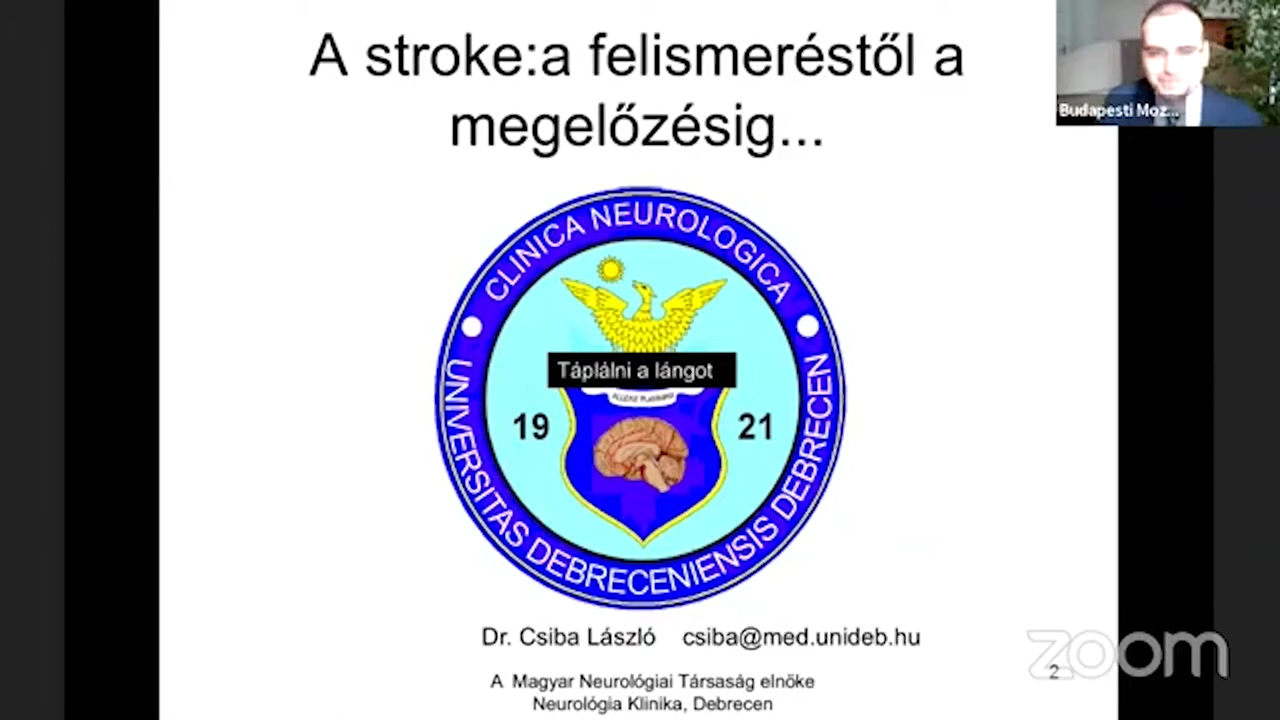 A stroke:a felismeréstől a
megelőzésig...
Budapesti Moz...
CLINICA NEUROLOGICA
Táplálni a lángot
19 21
UNIVERSITAS DEBRECENIENSIS DEBRECEN
Dr. Csiba László csiba@med.unideb.hu
A Magyar Neurológiai Társaság elnöke
Neurológia Klinika, Debrecen
zoom
2